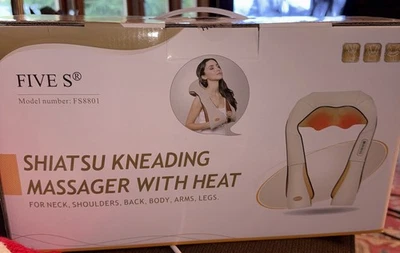 FIVE S®
Model number: FS8801
SHIATSU KNEADING
MASSAGER WITH HEAT
FOR NECK, SHOULDERS, BACK, BODY, ARMS, LEGS.